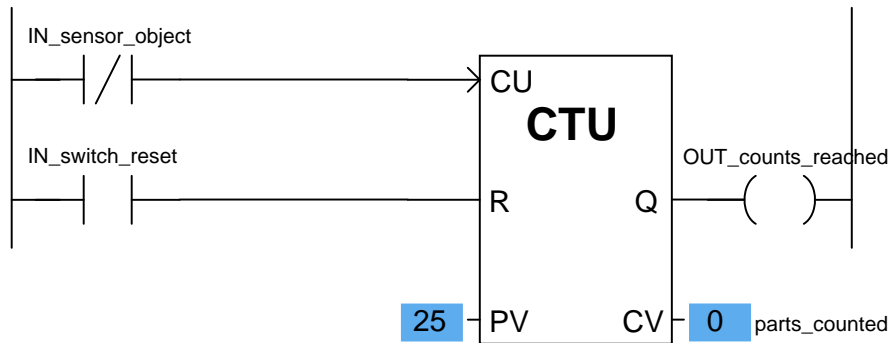 IN_sensor_object
CU
CTU
IN_switch_reset
OUT_counts_reached
R
Q
25
PV
CV
0
parts_counted